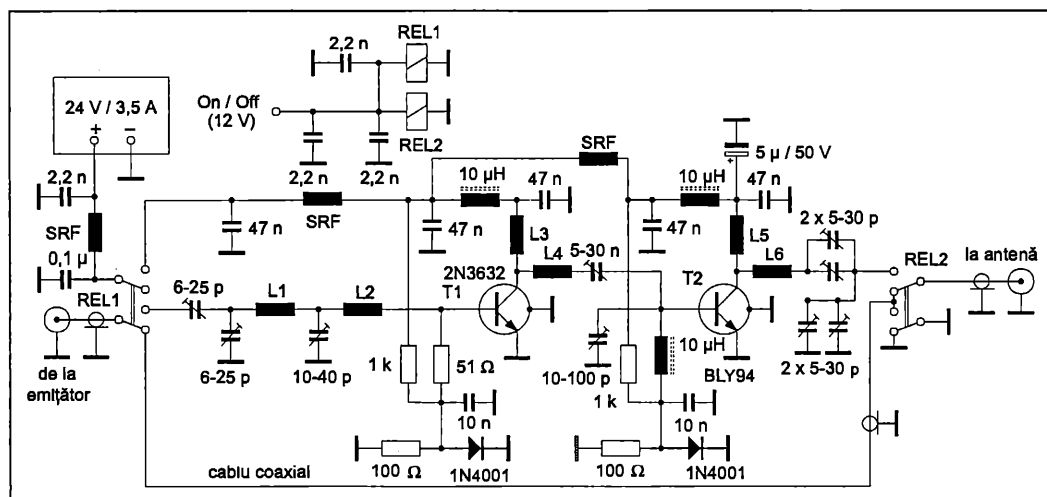 REL1
2,2 n
24 V / 3,5 A
+ −
On / Off
(12 V)
REL2
2,2 n
2,2 n
2,2 n
SRF
0,1 µ
REL1
de la
emiţător
47 n
SRF
10 µH
47 n
47 n
SRF
10 µH
5 µ / 50 V
+
47 n
47 n
6-25 p
L1
L2
6-25 p
10-40 p
2N3632
T1
L3
L4
5-30 n
T2
L5
L6
2 x 5-30 p
REL2
la antenă
1 k
51 Ω
10-100 p
1 k
10 µH
BLY94
2 x 5-30 p
10 n
10 n
cablu coaxial
100 Ω
1N4001
100 Ω
1N4001